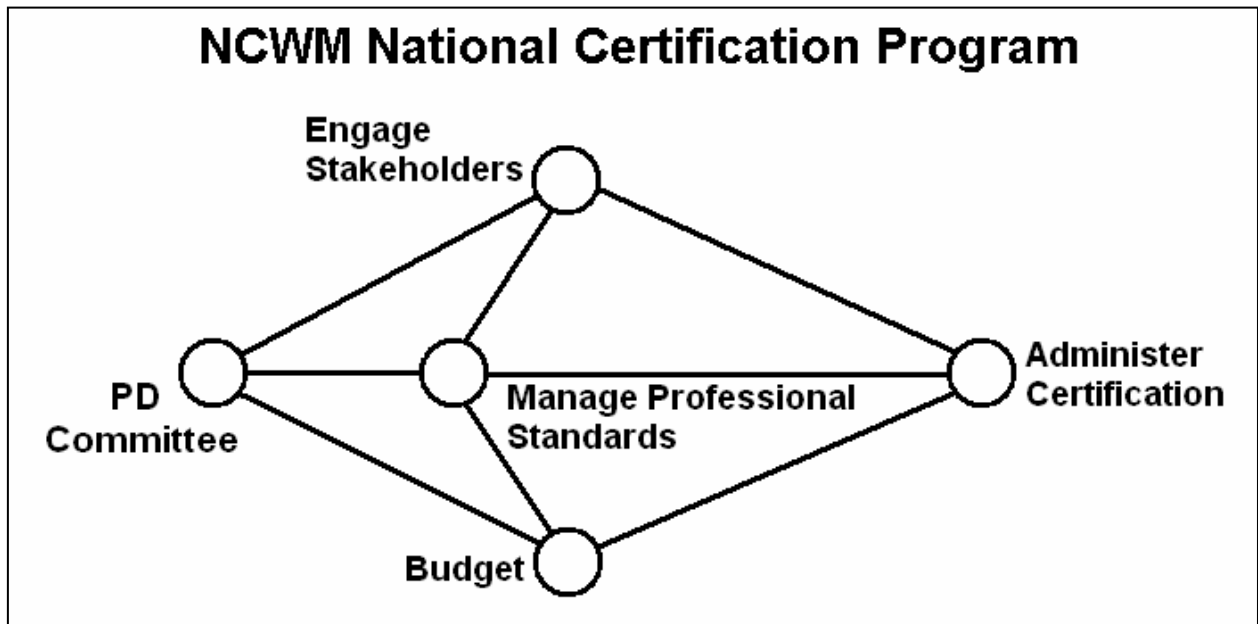 NCWM National Certification Program
Engage
Stakeholders
PD
Committee
Manage Professional
Standards
Administer
Certification
Budget